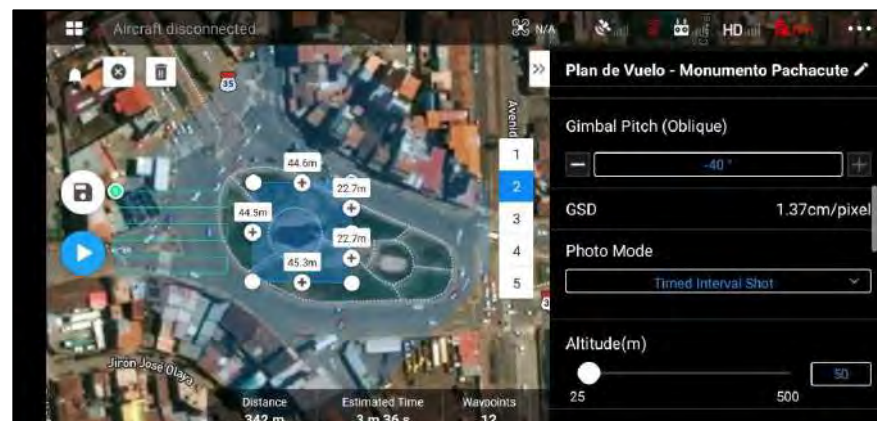 Aircraft disconnected
N/A
HD
35
Plan de Vuelo - Monumento Pachacute
Gimbal Pitch (Oblique)
-40 °
GSD 1.37cm/pixel
Photo Mode
Timed Interval Shot
Altitude(m)
50
25 500
Avenid
44.6m
22.7m
44.5m
22.7m
45.3m
1
2
3
4
5
Jirón José Olaya
Distance Estimated Time Waypoints
342 m 3 m 36 s 12